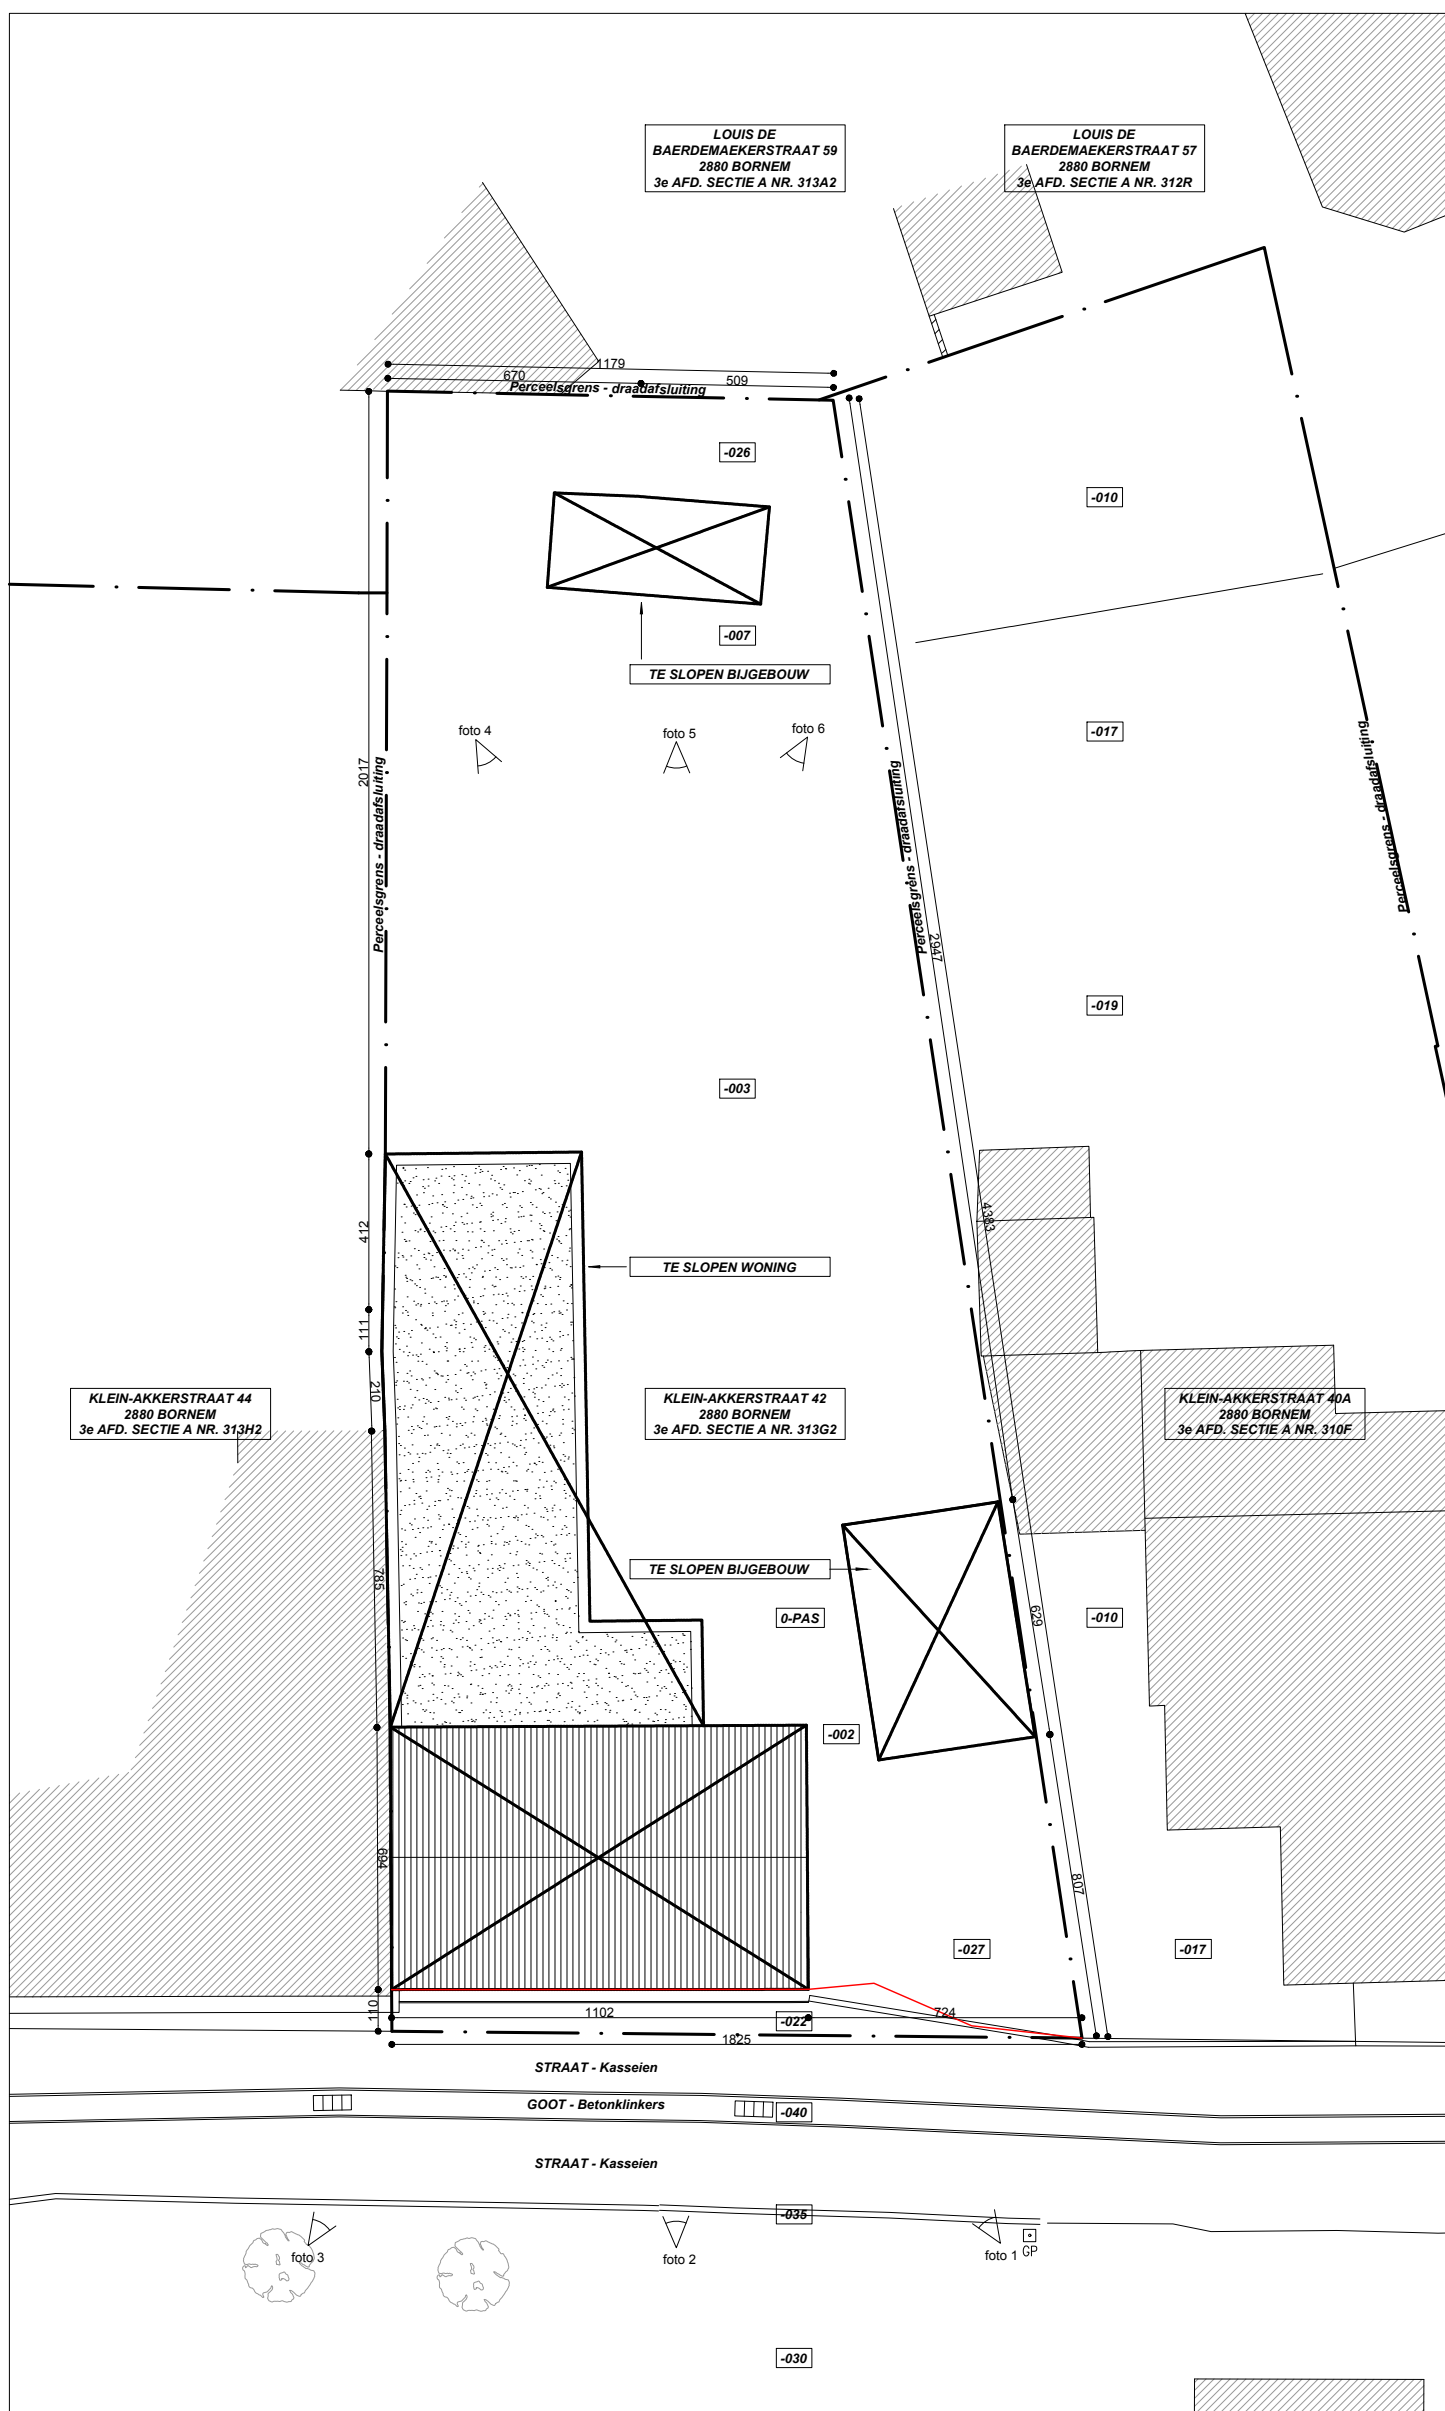 LOUIS DE
BAERDEMAEKERSTRAAT 59
2880 BORNEM
3e AFD. SECTIE A NR. 313A2
LOUIS DE
BAERDEMAEKERSTRAAT 57
2880 BORNEM
3e AFD. SECTIE A NR. 312R
1179
670
509
Perceelsgrens - draadafsluiting
-026
-010
-007
TE SLOPEN BIJGEBOUW
foto 4
foto 5
foto 6
-017
2017
Perceelsgrens - draadafsluiting
Perceelsgrens - draadafsluiting
Perceelsgrens - draadafsluiting
2947
-019
-003
412
4383
TE SLOPEN WONING
111
210
KLEIN-AKKERSTRAAT 44
2880 BORNEM
3e AFD. SECTIE A NR. 313H2
KLEIN-AKKERSTRAAT 42
2880 BORNEM
3e AFD. SECTIE A NR. 313G2
KLEIN-AKKERSTRAAT 40A
2880 BORNEM
3e AFD. SECTIE A NR. 310F
785
TE SLOPEN BIJGEBOUW
0-PAS
629
-010
-002
694
807
-027
-017
110
1102
-022
724
1825
STRAAT - Kasseien
GOOT - Betonklinkers
-040
STRAAT - Kasseien
-035
foto 3
foto 2
foto 1
GP
-030